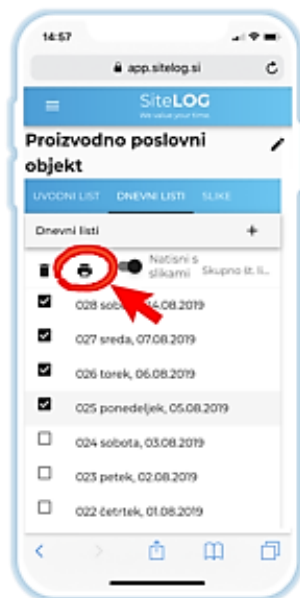 14:57
app.sitelog.si
SiteLOG
We value your time
Proizvodno poslovni
objekt
UVODNI LIST DNEVNI LISTI SLIKE
Dnevni listi +
Natisni s
slikami Skupno št. li...
028 sobota, 14.08.2019
027 sreda, 07.08.2019
026 torek, 06.08.2019
025 ponedeljek, 05.08.2019
024 sobota, 03.08.2019
023 petek, 02.08.2019
022 četrtek, 01.08.2019